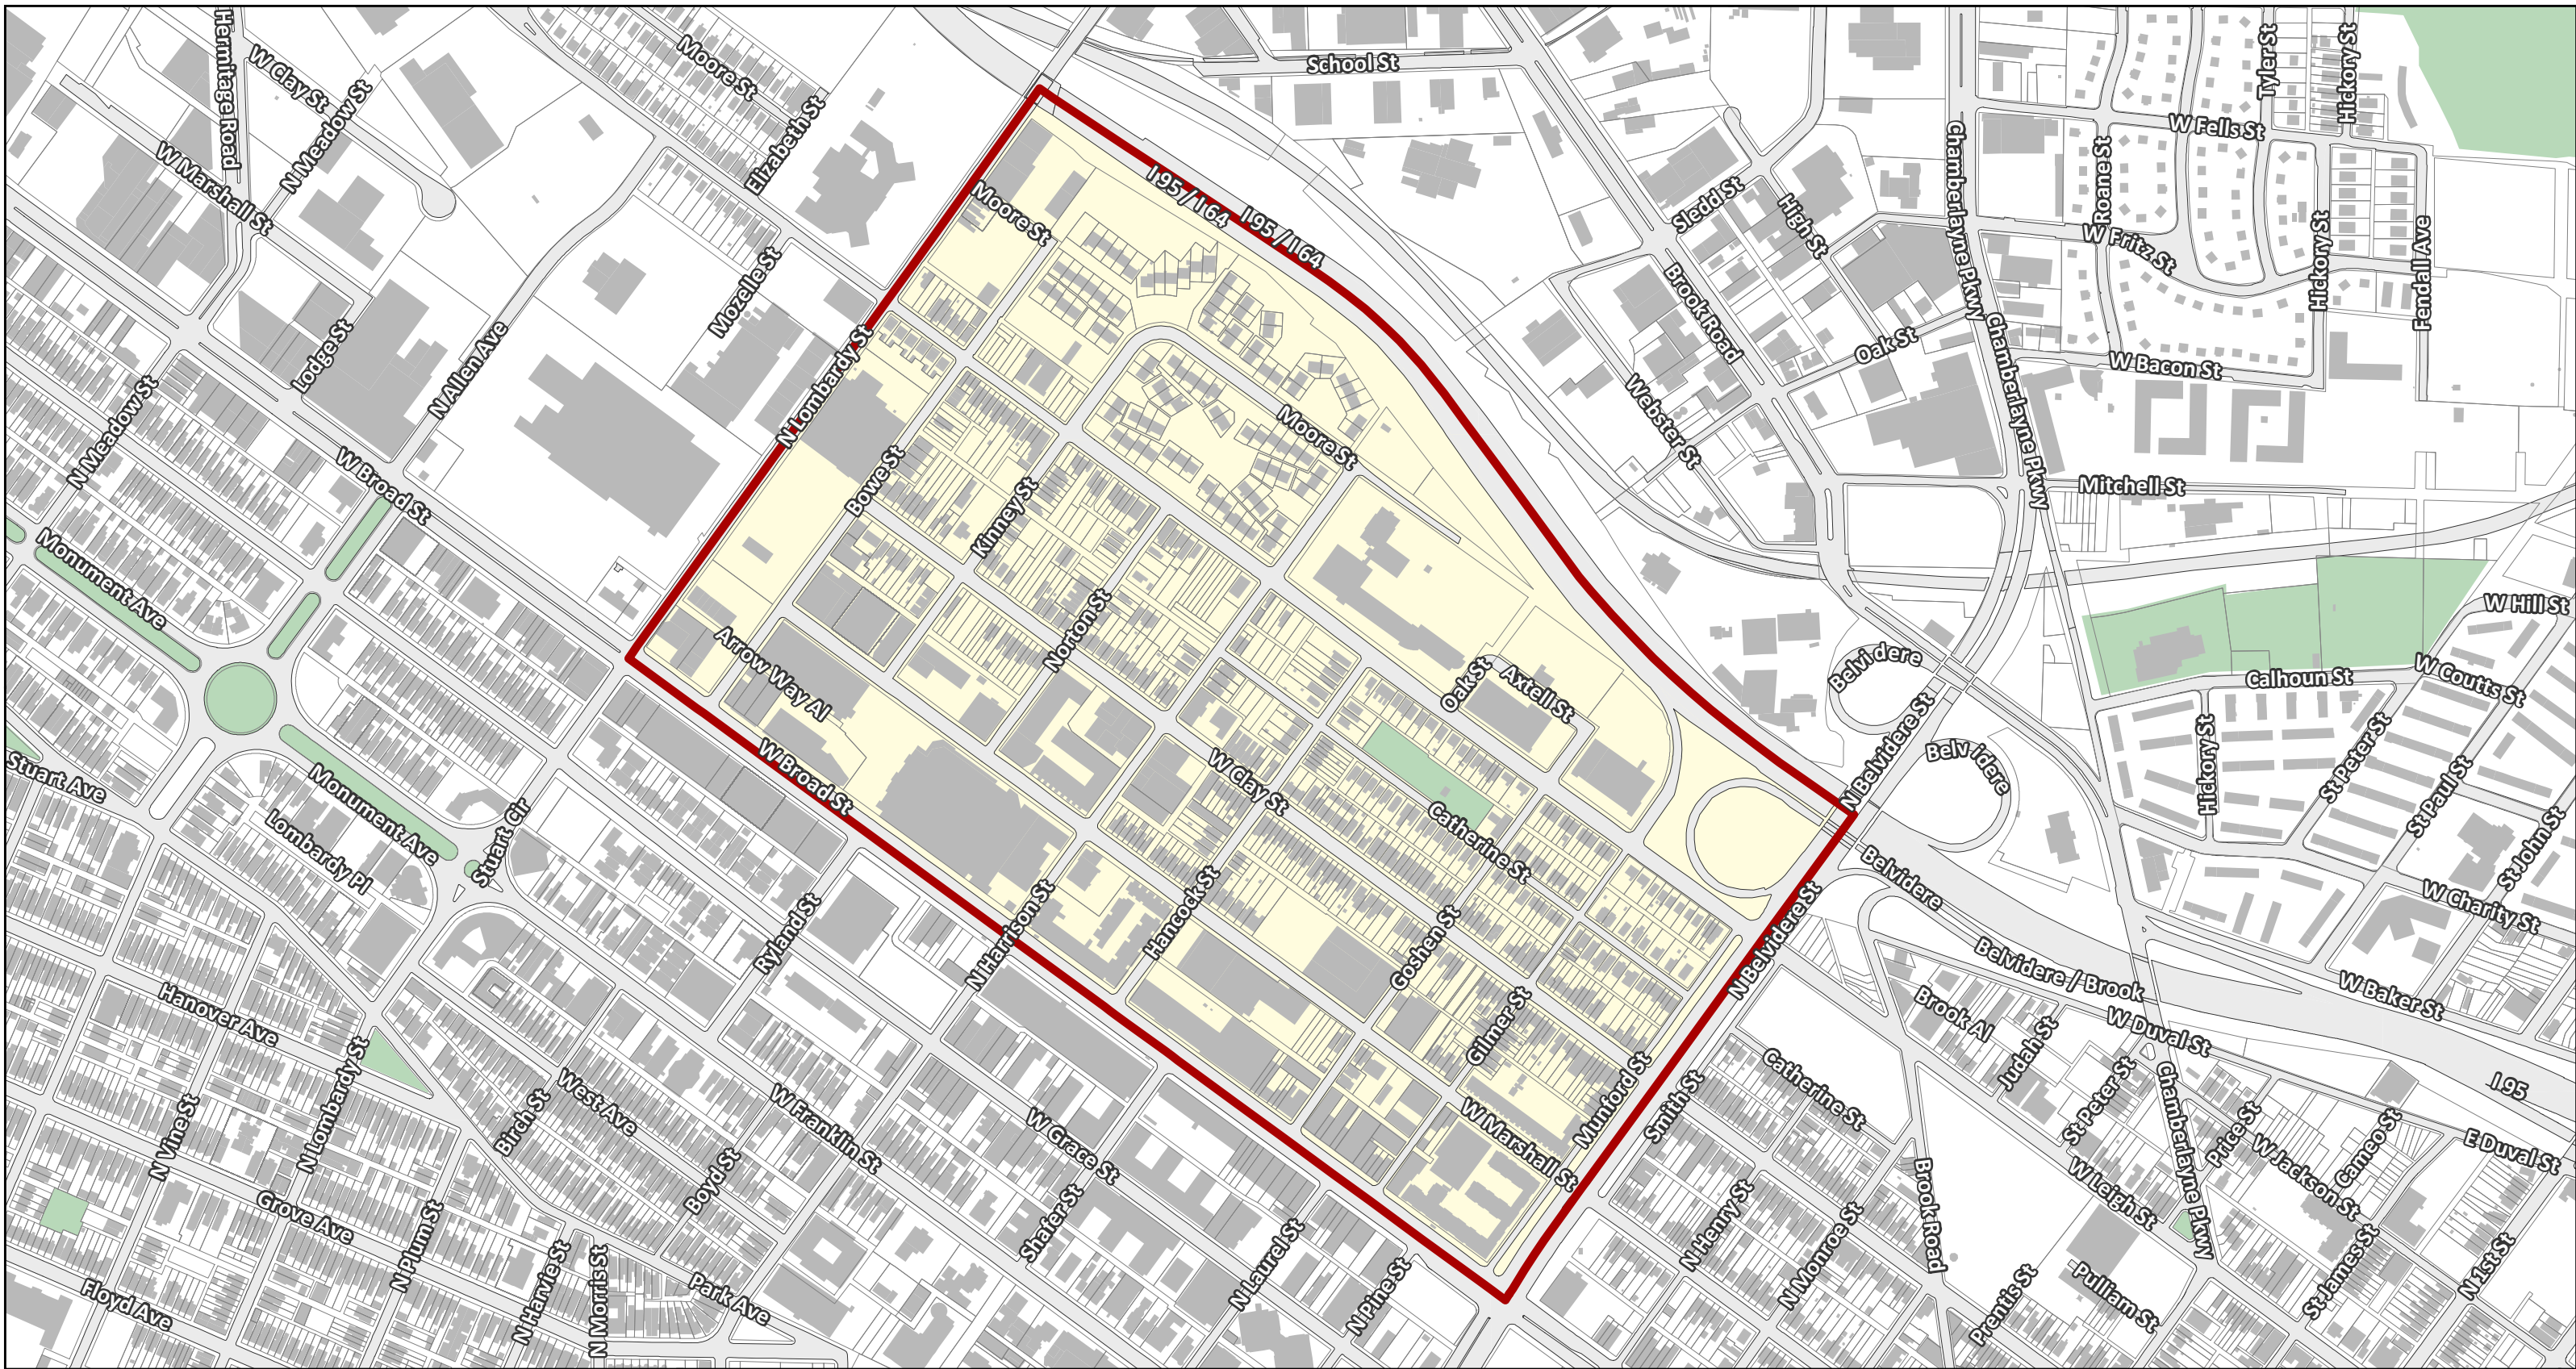 Hermitage Road
W Clay St
N Meadow St
Moore St
Elizabeth St
School St
Tyler St
Hickory St
W Marshall St
Moore St
I 95 / I 64
I 95 / I 64
Sledd St
High St
Chamberlayne Pkwy
W Fells St
Roane St
W Fritz St
Hickory St
Fendall Ave
Mozelle St
Lodge St
N Allen Ave
N Lombardy St
Brook Road
Oak St
Chamberlayne Pkwy
W Bacon St
N Meadow St
W Broad St
Bowe St
Kinney St
Moore St
Webster St
Mitchell St
Monument Ave
Norton St
W Hill St
Arrow Way Al
Oak St
Axtell St
Belvidere
Calhoun St
W Coutts St
Stuart Ave
Monument Ave
Lombardy Pl
Stuart Cir
W Broad St
W Clay St
Catherine St
N Belvidere St
Belvidere
Hickory St
St Peter St
St Paul St
St John St
Ryland St
N Harrison St
Hancock St
Goshen St
N Belvidere St
Belvidere
W Charity St
Belvidere / Brook
W Baker St
Hanover Ave
N Vine St
N Lombardy St
Birch St
West Ave
Boyd St
W Franklin St
W Grace St
Gilmer St
Munford St
Smith St
Catherine St
Brook Al
Judah St
W Duval St
I 95
St Peter St
Chamberlayne Pkwy
Price St
W Jackson St
Cameo St
E Duval St
W Marshall St
Grove Ave
N Plum St
N Harvie St
N Morris St
Park Ave
Floyd Ave
Shafer St
N Laurel St
N Pine St
N Henry St
N Monroe St
Brook Road
W Leigh St
Prentis St
Pulliam St
St James St
N 1st St